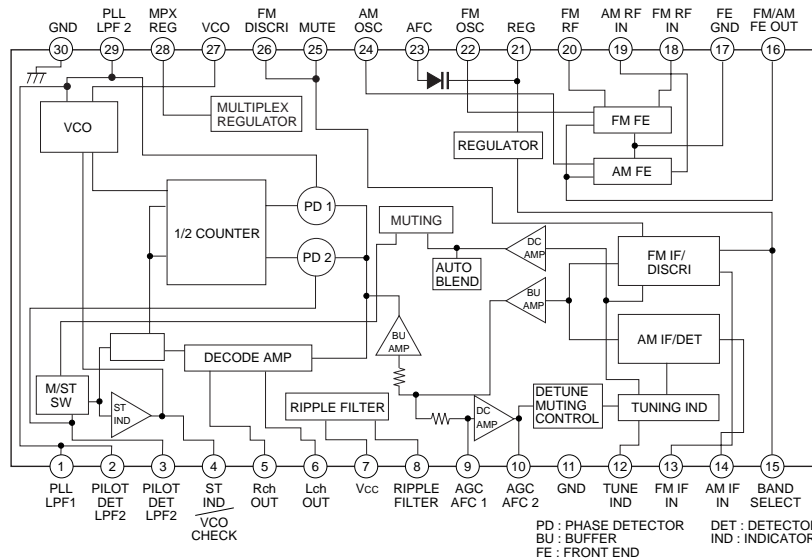 GND
PLL
LPF 2
MPX
REG
VCO
FM
DISCRI
MUTE
AM
OSC
AFC
FM
OSC
REG
FM
RF
AM RF
IN
FM RF
IN
FE
GND
FM/AM
FE OUT
30
29
28
27
26
25
24
23
22
21
20
19
18
17
16
VCO
MULTIPLEX
REGULATOR
REGULATOR
FM FE
AM FE
1/2 COUNTER
PD 1
PD 2
MUTING
AUTO
BLEND
DC
AMP
BU
AMP
FM IF/
DISCRI
AM IF/DET
BU
AMP
DECODE AMP
M/ST
SW
ST
IND
RIPPLE FILTER
DC
AMP
DETUNE
MUTING
CONTROL
TUNING IND
1
2
3
4
5
6
7
8
9
10
11
12
13
14
15
PLL
LPF1
PILOT
DET
LPF2
PILOT
DET
LPF2
ST
IND
VCO
CHECK
Rch
OUT
Lch
OUT
VCC
RIPPLE
FILTER
AGC
AFC 1
AGC
AFC 2
GND
TUNE
IND
FM IF
IN
AM IF
IN
BAND
SELECT
PD : PHASE DETECTOR
BU : BUFFER
FE : FRONT END
DET : DETECTOR
IND : INDICATOR